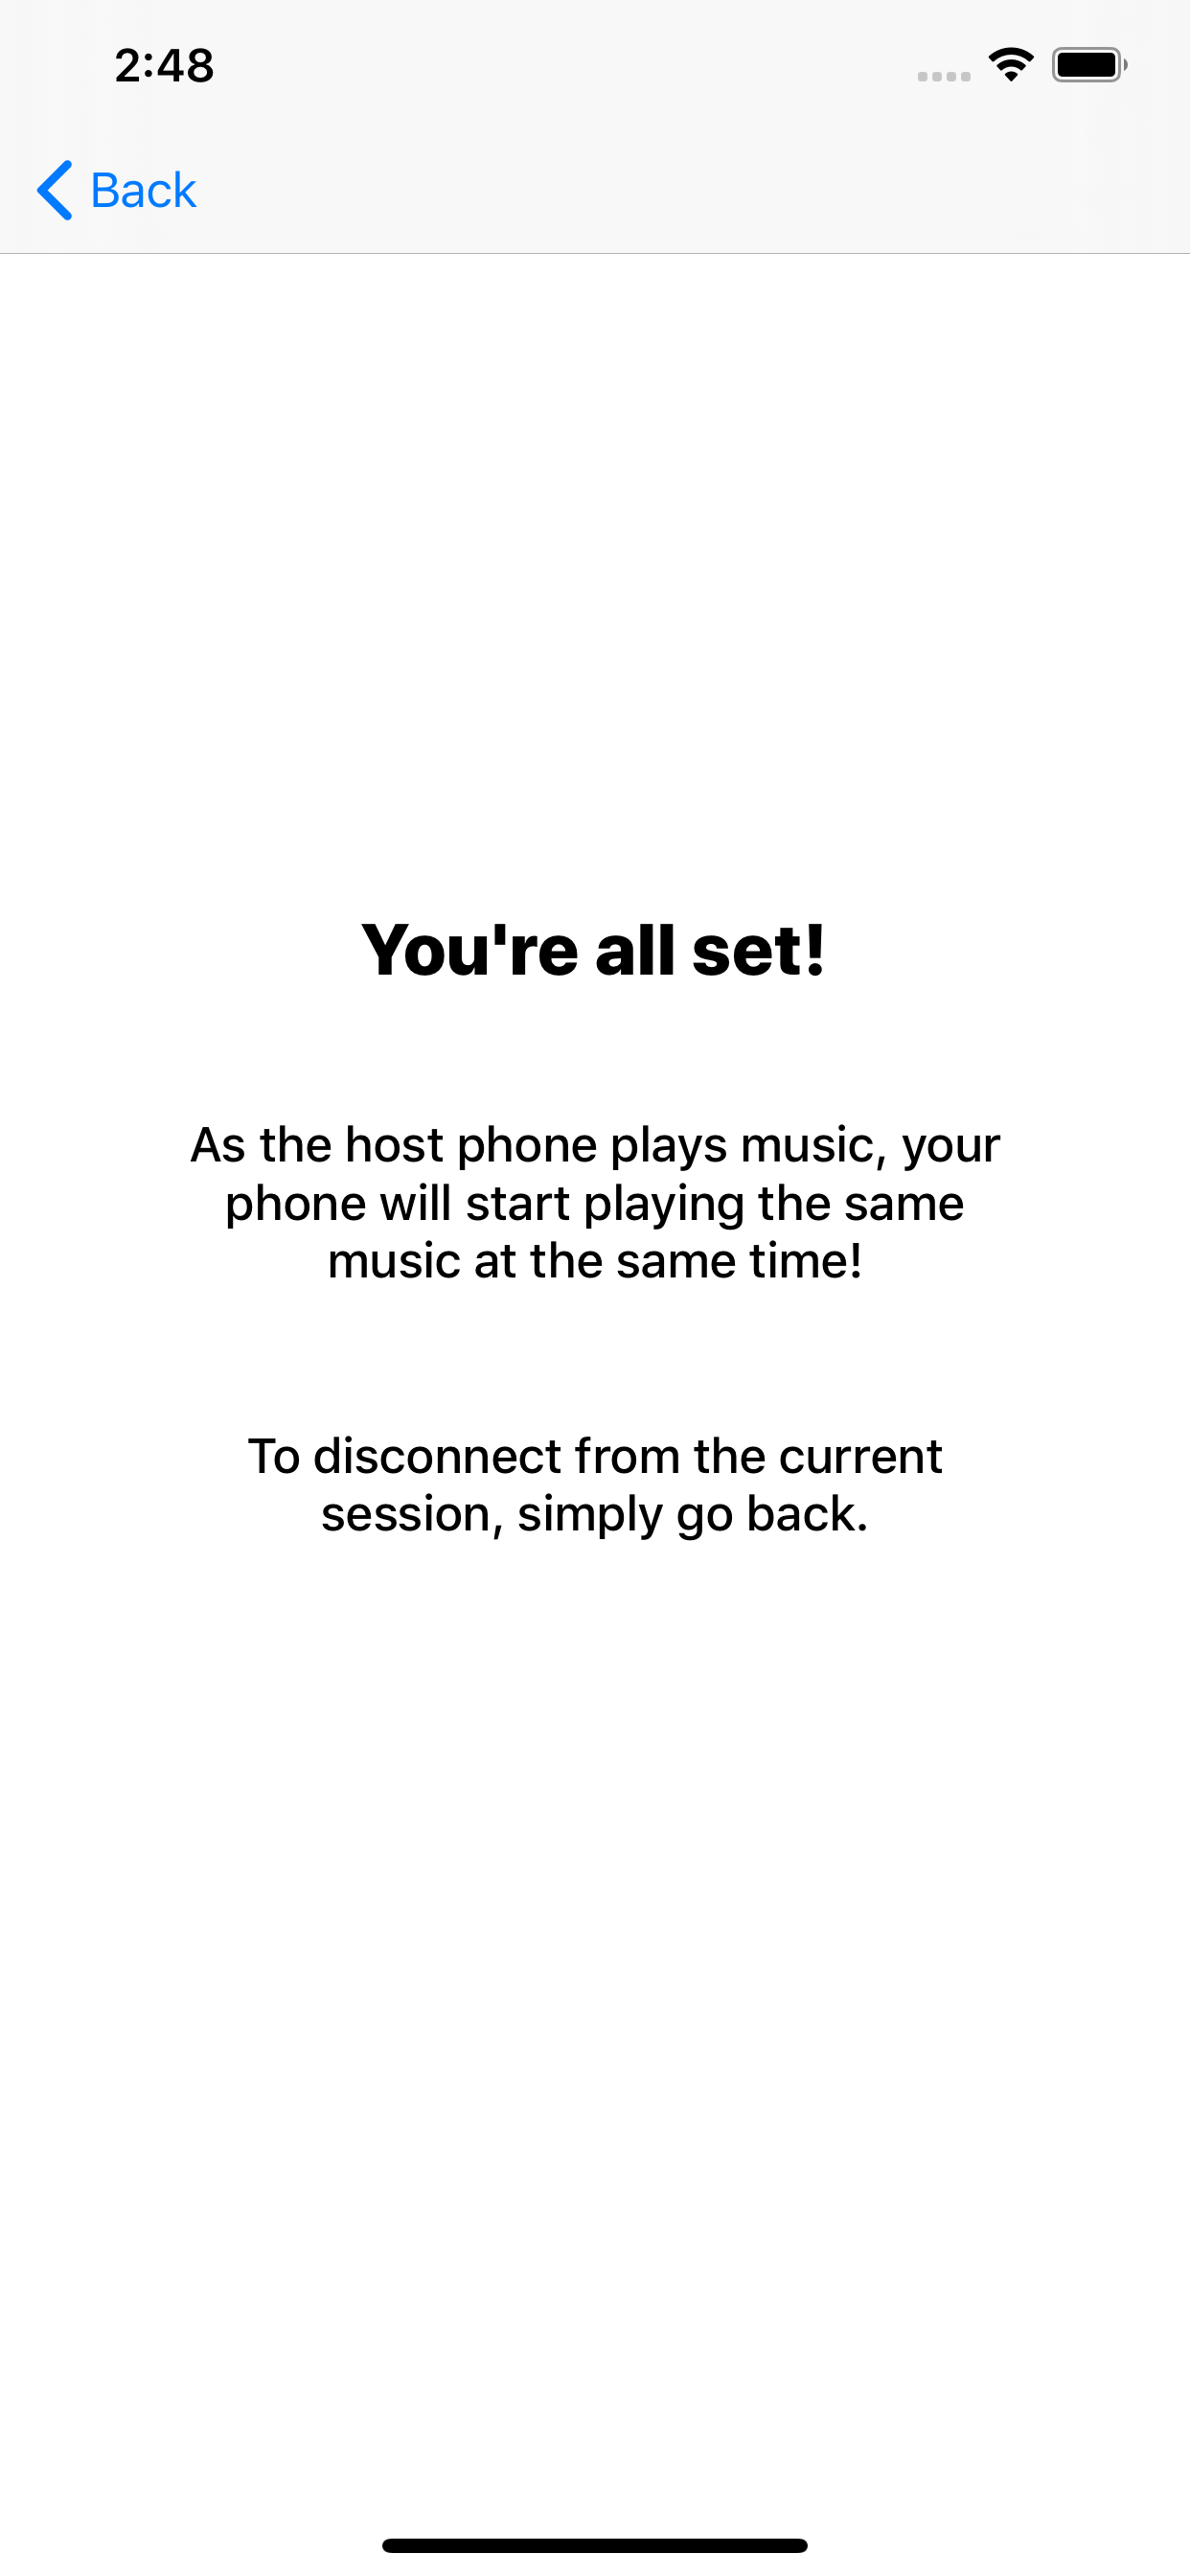 2:48
Back
You're all set!
As the host phone plays music, your
phone will start playing the same
music at the same time!
To disconnect from the current
session, simply go back.